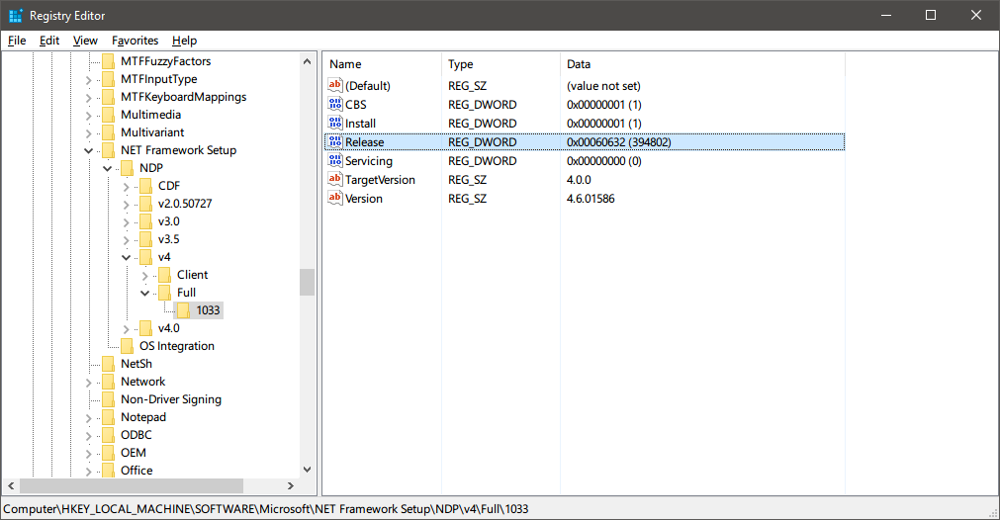 Registry Editor
File Edit View Favorites Help
MTFFuzzyFactors
MTFInputType
MTFKeyboardMappings
Multimedia
Multivariant
NET Framework Setup
NDP
CDF
v2.0.50727
v3.0
v3.5
v4
Client
Full
1033
v4.0
OS Integration
NetSh
Network
Non-Driver Signing
Notepad
ODBC
OEM
Office
Name Type Data
ab (Default) REG_SZ (value not set)
CBS REG_DWORD 0x00000001 (1)
Install REG_DWORD 0x00000001 (1)
Release REG_DWORD 0x00060632 (394802)
Servicing REG_DWORD 0x00000000 (0)
ab TargetVersion REG_SZ 4.0.0
ab Version REG_SZ 4.6.01586
Computer\HKEY_LOCAL_MACHINE\SOFTWARE\Microsoft\NET Framework Setup\NDP\v4\Full\1033